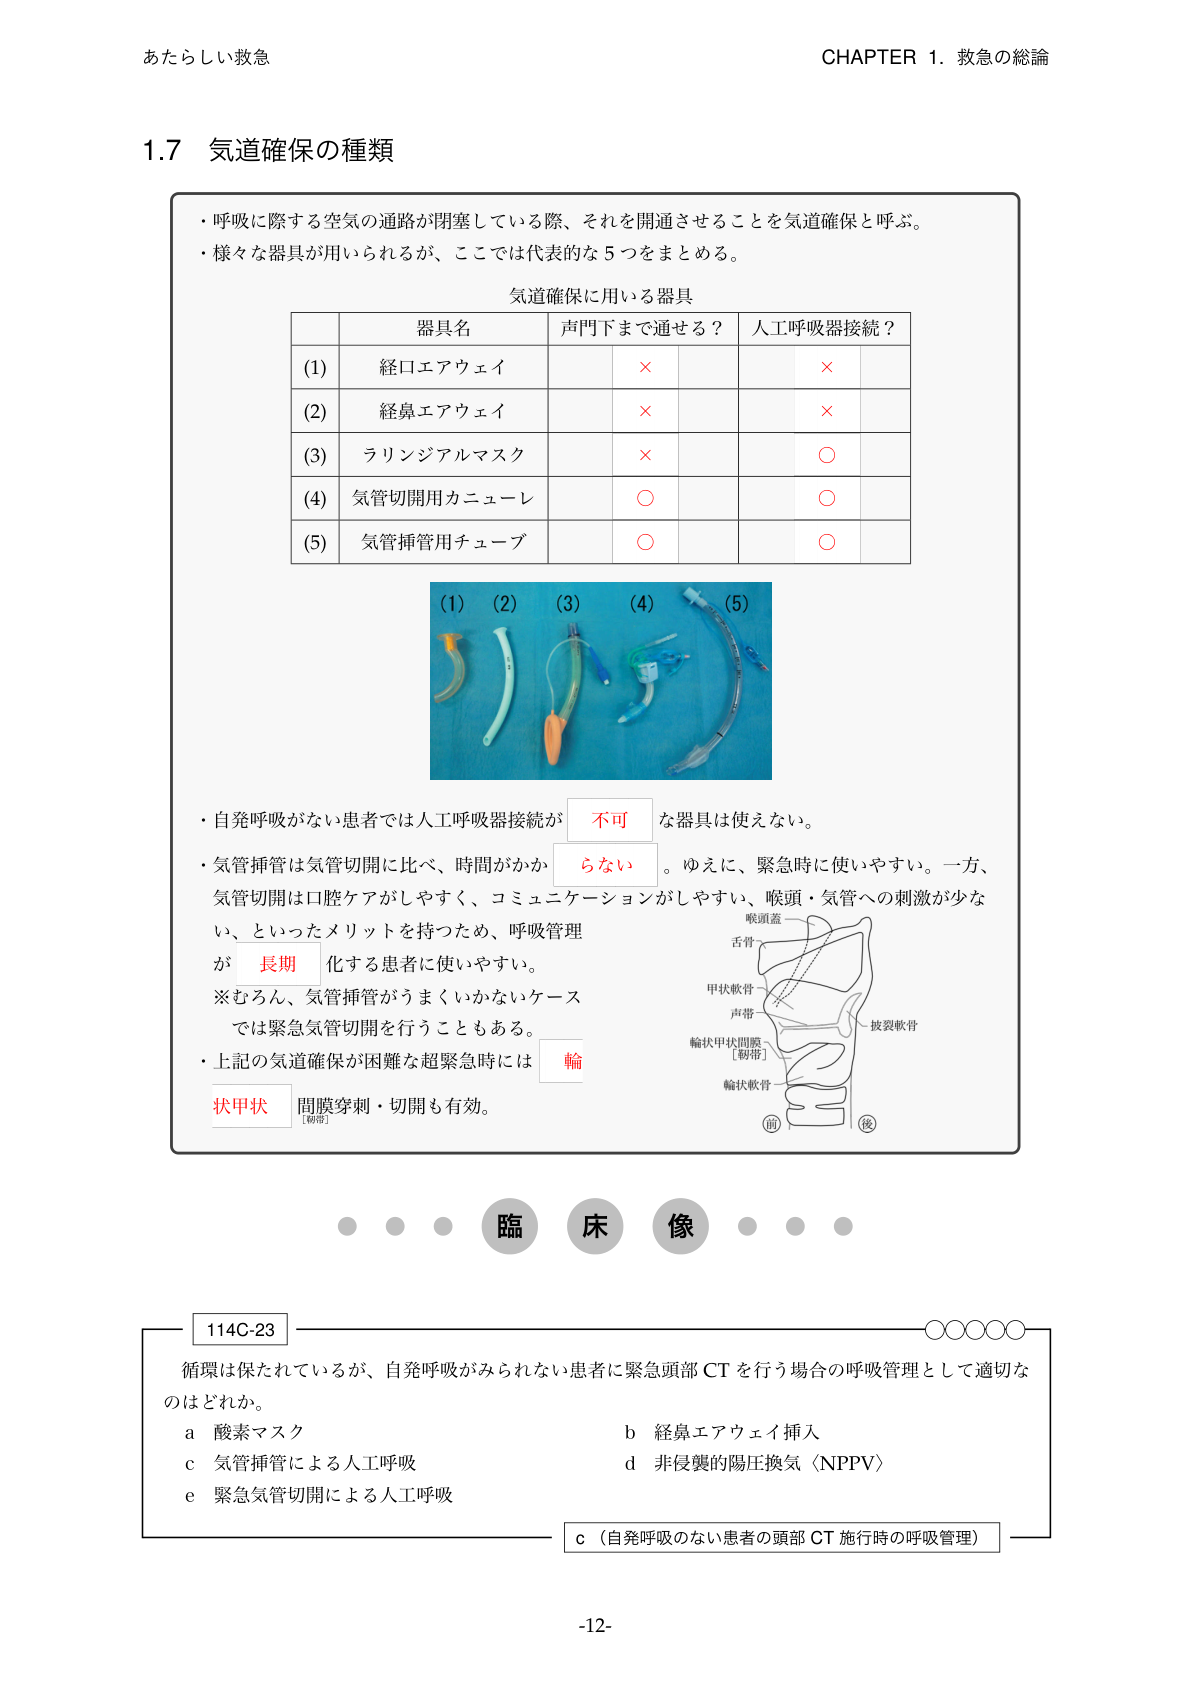 あたらしい救急
CHAPTER 1. 救急の総論
1.7 気道確保の種類
・呼吸に際する空気の通路が閉塞している際、それを開通させることを気道確保と呼ぶ。
・様々な器具が用いられるが、ここでは代表的な 5 つをまとめる。
気道確保に用いる器具
器具名 声門下まで通せる？ 人工呼吸器接続？
(1) 経口エアウェイ × ×
(2) 経鼻エアウェイ × ×
(3) ラリンジアルマスク × ○
(4) 気管切開用カニューレ ○ ○
(5) 気管挿管用チューブ ○ ○
(1) (2) (3) (4) (5)
・自発呼吸がない患者では人工呼吸器接続が 不可 な器具は使えない。
・気管挿管は気管切開に比べ、時間がかか らない 。ゆえに、緊急時に使いやすい。一方、
気管切開は口腔ケアがしやすく、コミュニケーションがしやすい、喉頭・気管への刺激が少な
い、といったメリットを持つため、呼吸管理
が 長期 化する患者に使いやすい。
※むろん、気管挿管がうまくいかないケース
では緊急気管切開を行うこともある。
・上記の気道確保が困難な超緊急時には 輪
状甲状 間膜穿刺・切開も有効。
［靭帯］
喉頭蓋
舌骨
甲状軟骨
声帯
披裂軟骨
輪状甲状間膜
［靭帯］
輪状軟骨
前 後
臨床像
114C-23
○○○○○
循環は保たれているが、自発呼吸がみられない患者に緊急頭部 CT を行う場合の呼吸管理として適切な
のはどれか。
a 酸素マスク b 経鼻エアウェイ挿入
c 気管挿管による人工呼吸 d 非侵襲的陽圧換気〈NPPV〉
e 緊急気管切開による人工呼吸
c （自発呼吸のない患者の頭部 CT 施行時の呼吸管理）
-12-